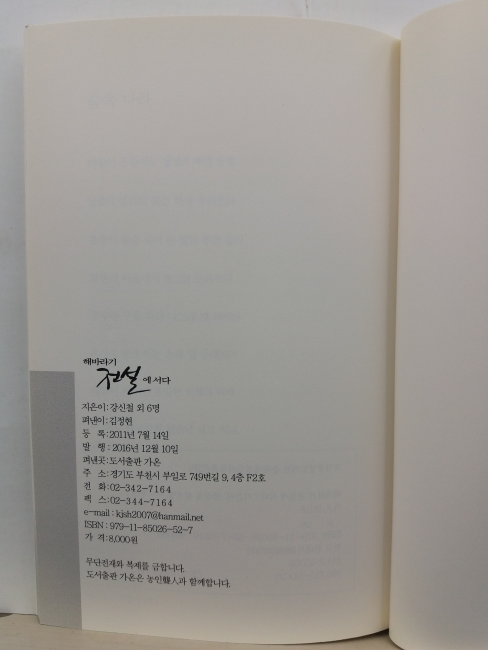 해바라기
전설에서다
지은이:강신철 외 6명
펴낸이:김정현
등 록:2011년 7월 14일
발 행:2016년 12월 10일
펴낸곳:도서출판 가온
주 소:경기도 부천시 부일로 749번길 9, 4층 F2호
전 화:02-342-7164
팩 스:02-344-7164
e-mail : kjsh2007@hanmail.net
ISBN : 979-11-85026-52-7
가 격:8,000원
무단전재와 복제를 금합니다.
도서출판 가온은 농인聾人과 함께합니다.